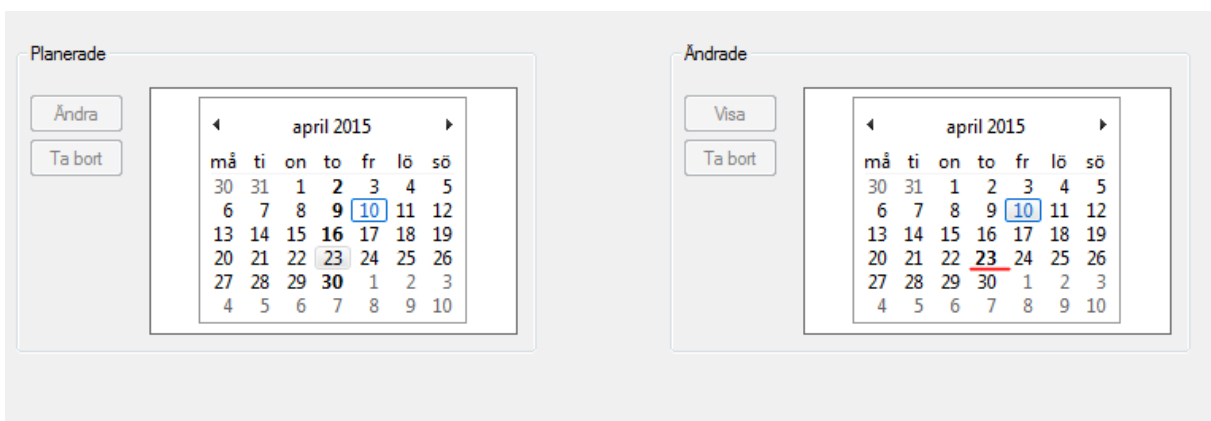 Planerade
Ändra
Ta bort
april 2015
må ti on to fr lö sö
30 31 1 2 3 4 5
6 7 8 9 10 11 12
13 14 15 16 17 18 19
20 21 22 23 24 25 26
27 28 29 30 1 2 3
4 5 6 7 8 9 10
Ändrade
Visa
Ta bort
april 2015
må ti on to fr lö sö
30 31 1 2 3 4 5
6 7 8 9 10 11 12
13 14 15 16 17 18 19
20 21 22 23 24 25 26
27 28 29 30 1 2 3
4 5 6 7 8 9 10